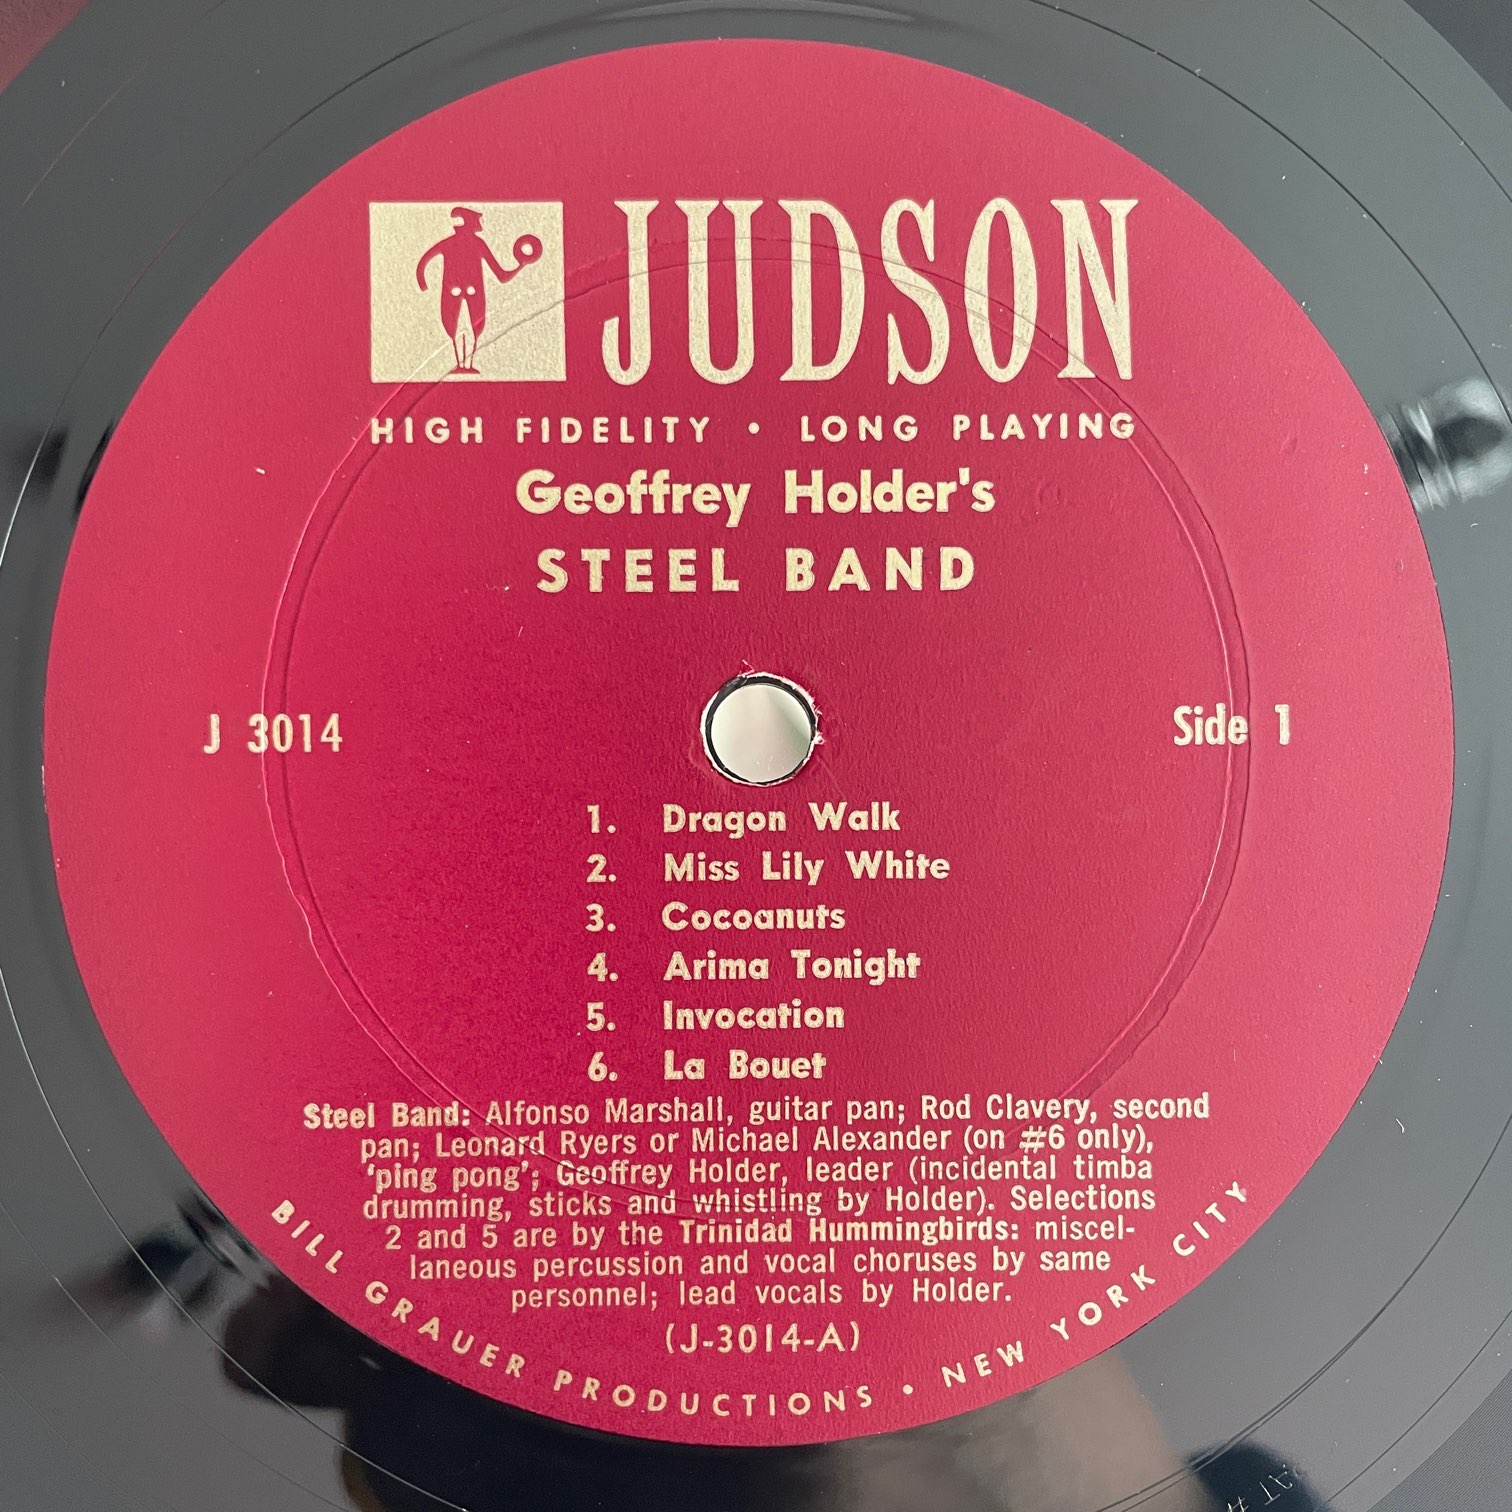 JUDSON
HIGH FIDELITY • LONG PLAYING
Geoffrey Holder's
STEEL BAND
J 3014
Side 1
1. Dragon Walk
2. Miss Lily White
3. Cocoanuts
4. Arima Tonight
5. Invocation
6. La Bouet
Steel Band: Alfonso Marshall, guitar pan; Rod Clavery, second
pan; Leonard Ryers or Michael Alexander (on #6 only),
'ping pong'; Geoffrey Holder, leader (incidental timba
drumming, sticks and whistling by Holder). Selections
2 and 5 are by the Trinidad Hummingbirds: miscel-
laneous percussion and vocal choruses by same
personnel; lead vocals by Holder.
(J-3014-A)
BILL GRAUER PRODUCTIONS • NEW YORK CITY